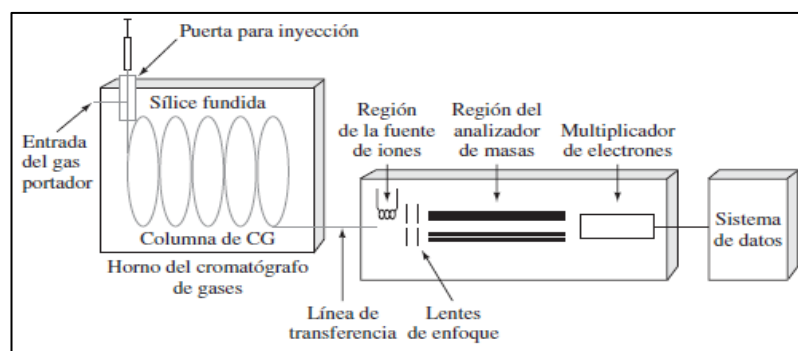 Puerta para inyección
Sílice fundida
Entrada
del gas
portador
Columna de CG
Horno del cromatógrafo
de gases
Región
de la fuente
de iones
Región del
analizador
de masas
Multiplicador
de electrones
Línea de
transferencia
Lentes
de enfoque
Sistema
de datos